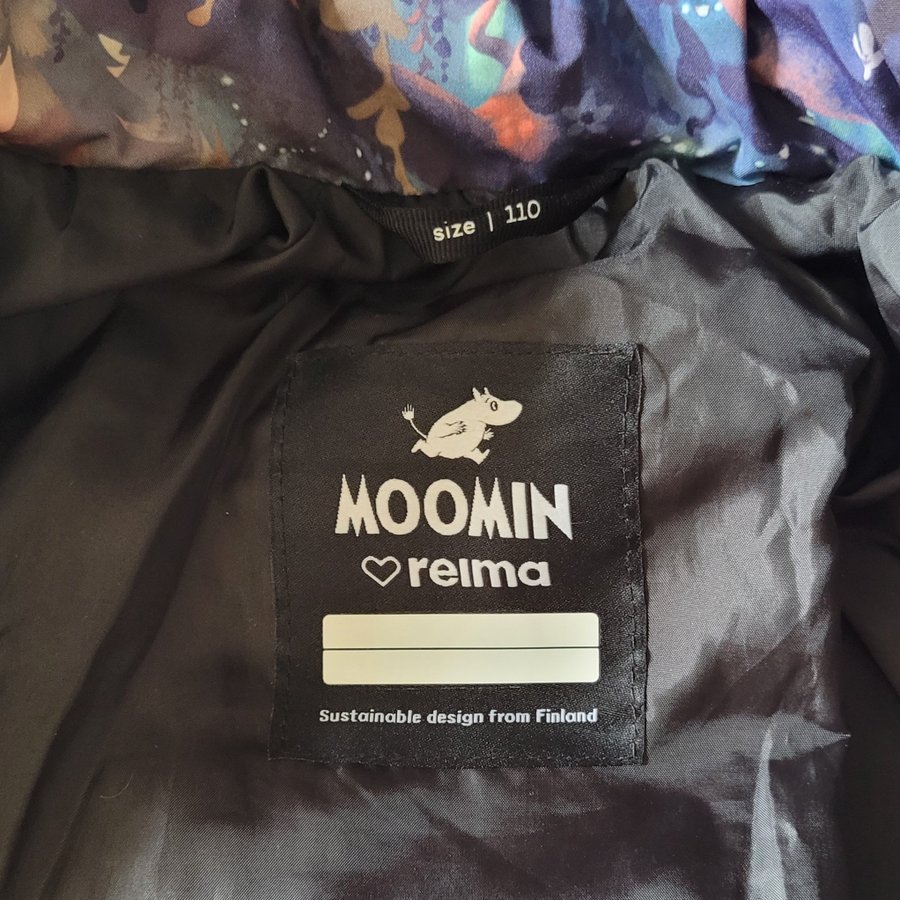 size | 110
MOOMIN
♡ reima
Sustainable design from Finland